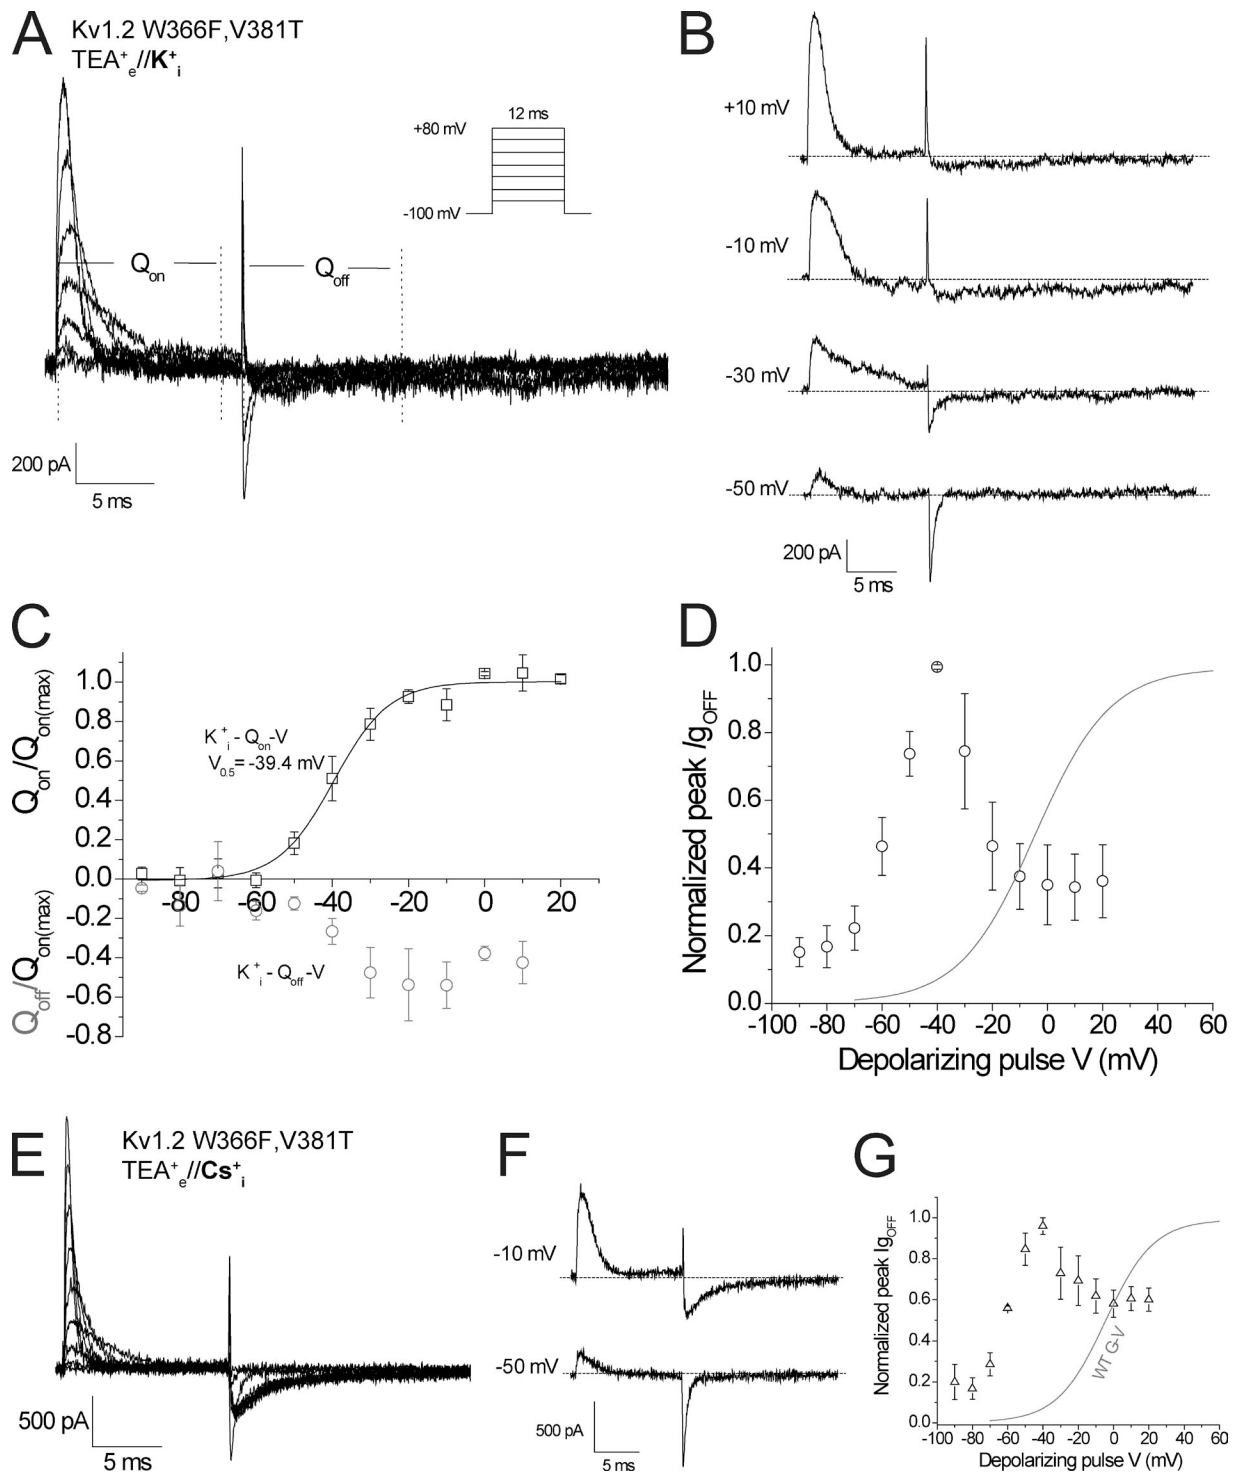 A
Kv1.2 W366F,V381T
TEA⁺ₑ//K⁺ᵢ
12 ms
+80 mV
-100 mV
Qon
Qoff
200 pA
5 ms
B
+10 mV
-10 mV
-30 mV
-50 mV
200 pA
5 ms
C
Qon/Qon(max)
Qoff/Qon(max)
1.0
0.8
0.6
0.4
0.2
0.0
-0.2
-0.4
-0.6
-0.8
-80 -60 -40 -20 0 20
K⁺ᵢ - Qon-V
V0.5= -39.4 mV
K⁺ᵢ - Qoff-V
D
Normalized peak IgOFF
1.0
0.8
0.6
0.4
0.2
0.0
-100 -80 -60 -40 -20 0 20 40 60
Depolarizing pulse V (mV)
E
Kv1.2 W366F,V381T
TEA⁺ₑ//Cs⁺ᵢ
500 pA
5 ms
F
-10 mV
-50 mV
500 pA
5 ms
G
Normalized peak IgOFF
1.0
0.8
0.6
0.4
0.2
0.0
WT G-V
-100 -80 -60 -40 -20 0 20 40 60
Depolarizing pulse V (mV)